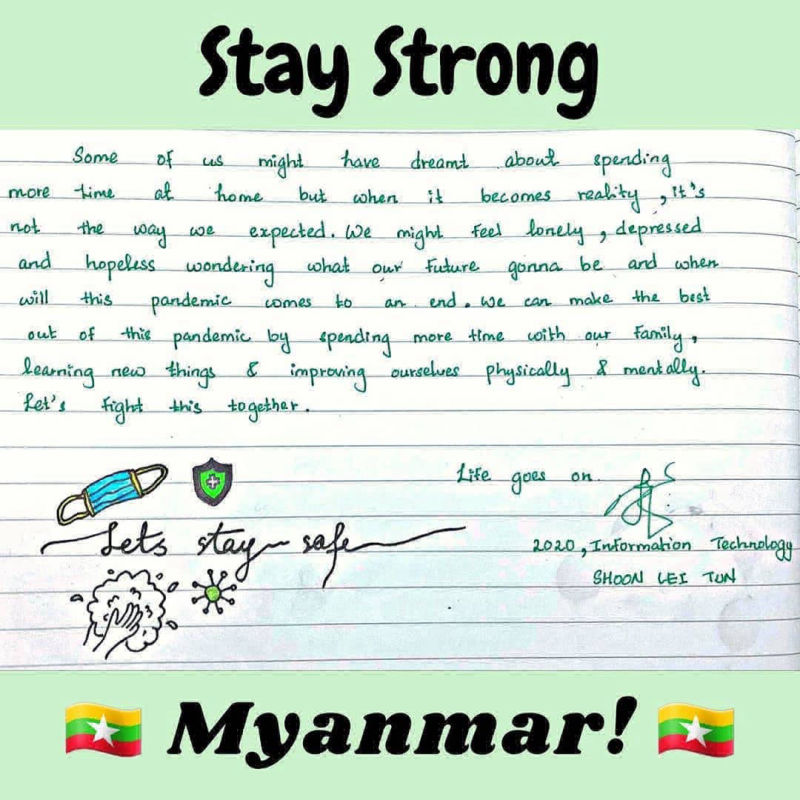 Stay Strong
Some of us might have dreamt about spending
more time at home but when it becomes reality, it's
not the way we expected. We might feel lonely, depressed
and hopeless wondering what our future gonna be and when
will this pandemic comes to an end. We can make the best
out of this pandemic by spending more time with our family,
learning new things & improving ourselves physically & mentally.
Let's fight this together.
Life goes on.
Lets stay safe
2020, Information Technology
SHOON LEI TUN
Myanmar!